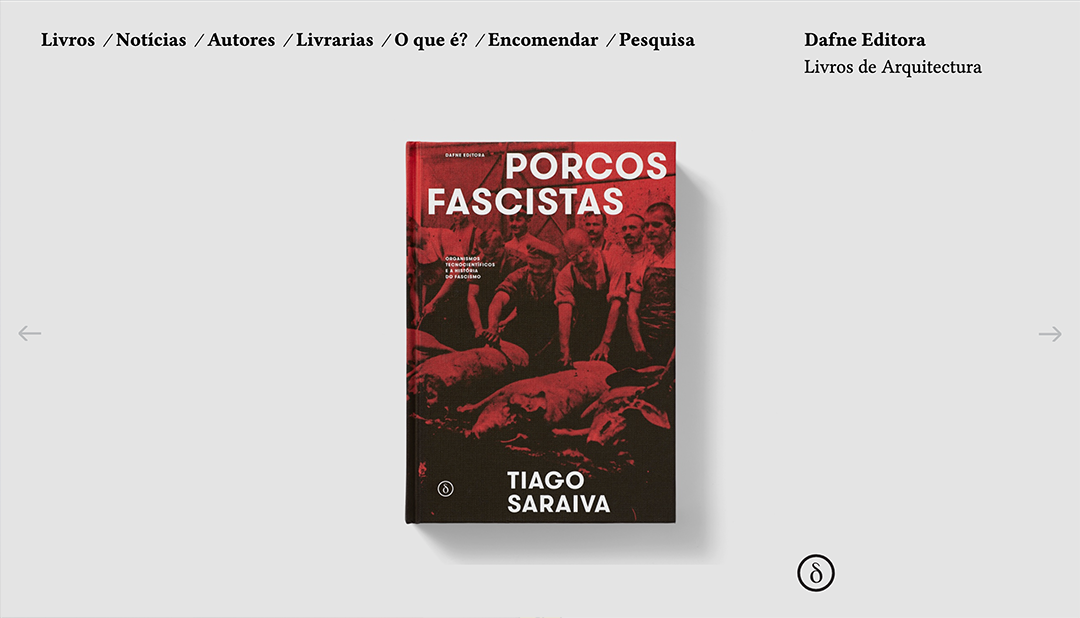 Livros / Notícias / Autores / Livrarias / O que é? / Encomendar / Pesquisa
Dafne Editora
Livros de Arquitectura
DAFNE EDITORA
PORCOS
FASCISTAS
ORGANISMOS
TECNOCIENTÍFICOS
E A HISTÓRIA
DO FASCISMO
TIAGO
SARAIVA
δ
δ